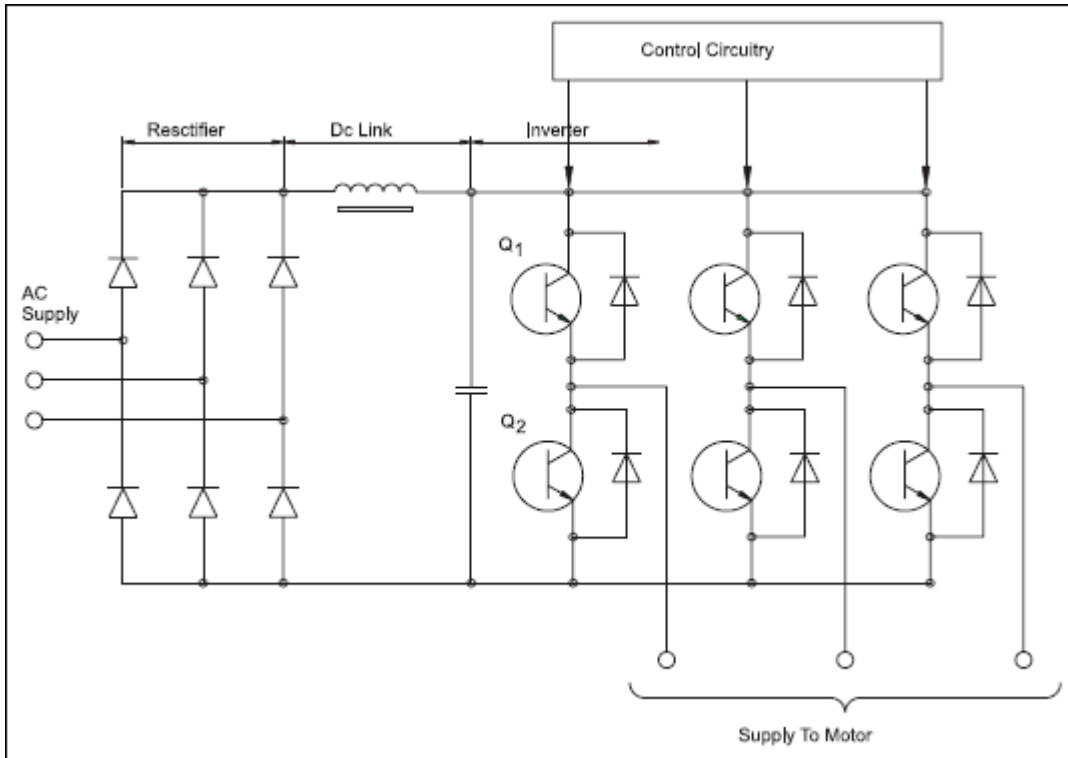 Control Circuitry
Resctifier
Dc Link
Inverter
Q1
AC
Supply
Q2
Supply To Motor